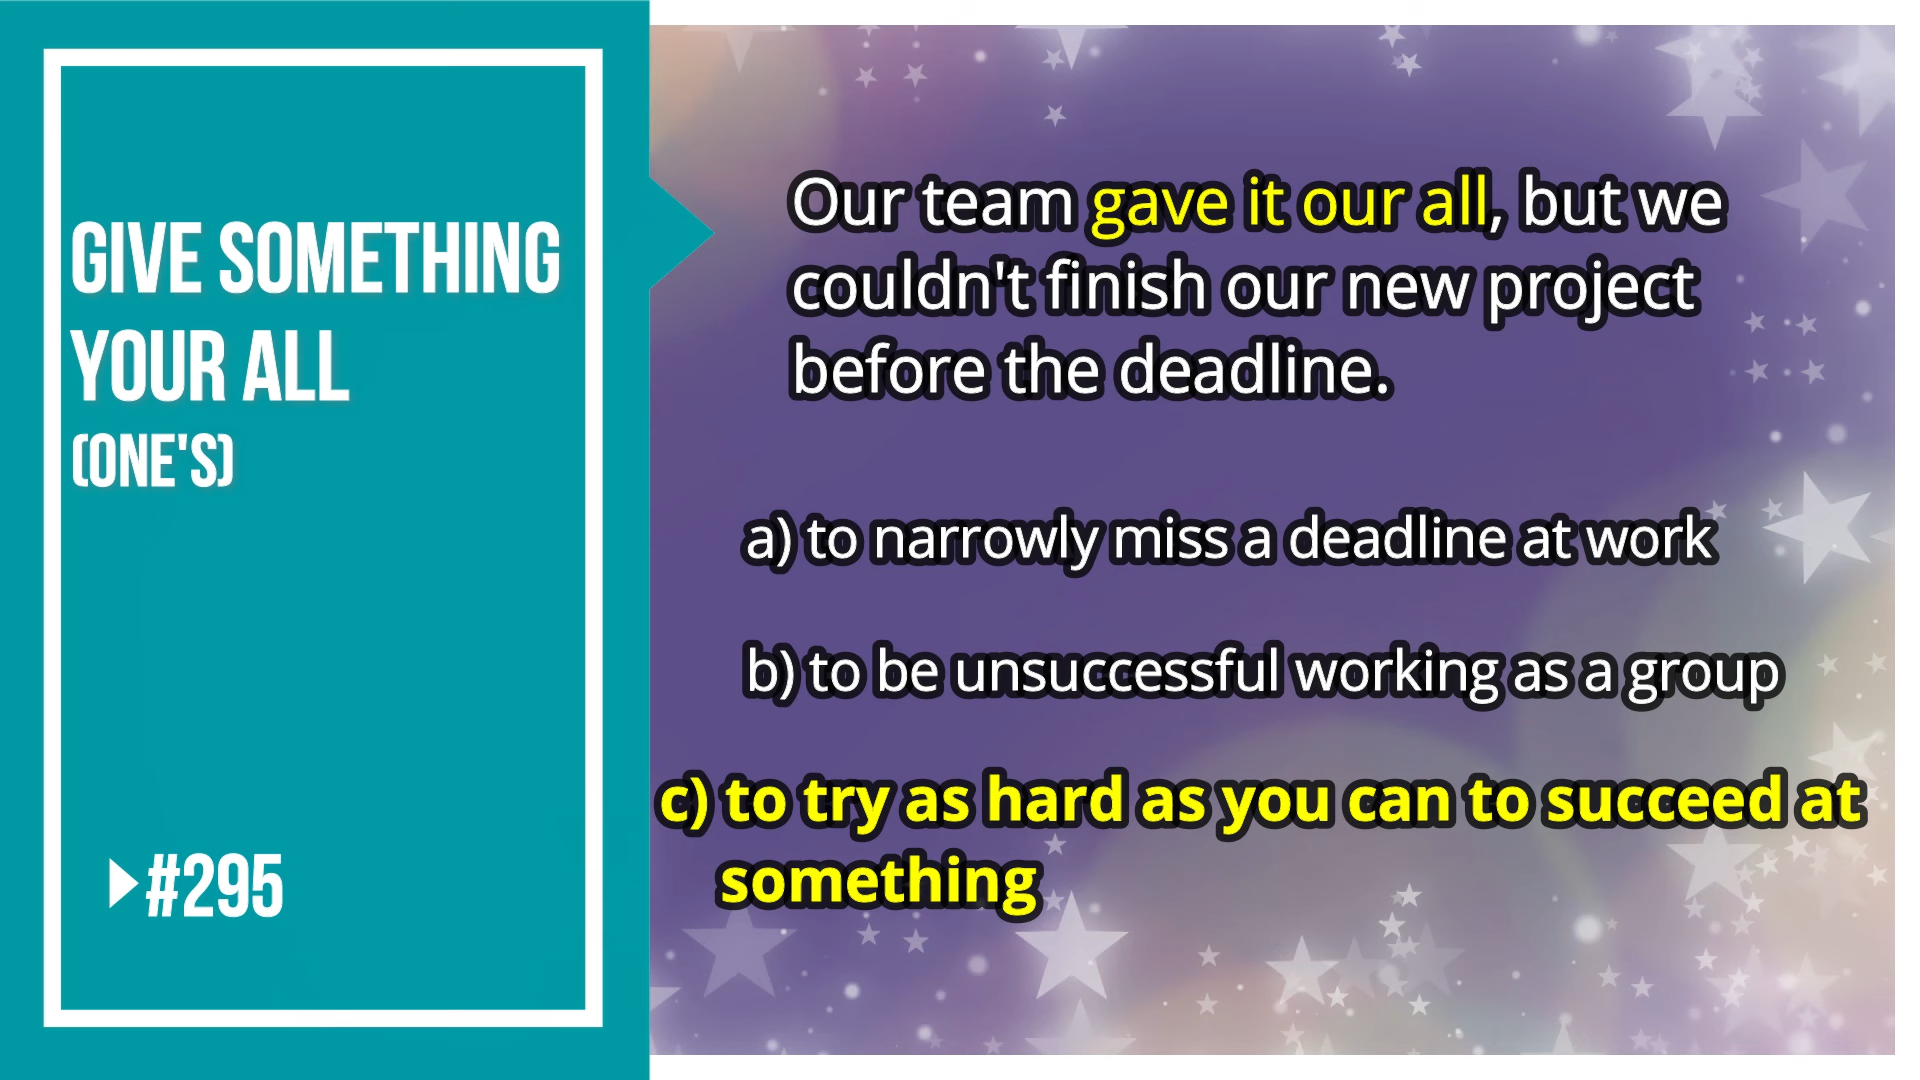 GIVE SOMETHING
YOUR ALL
(ONE'S)
#295
Our team gave it our all, but we
couldn't finish our new project
before the deadline.
a) to narrowly miss a deadline at work
b) to be unsuccessful working as a group
c) to try as hard as you can to succeed at
something